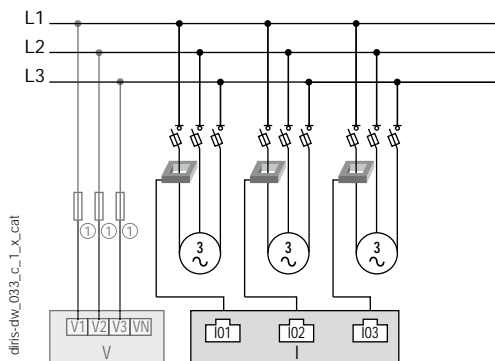 L1
L2
L3
① ① ①
3 3 3
∼ ∼ ∼
V1 V2 V3 VN
V
I01 I02 I03
I
diris-dw_033_c_1_x_cat